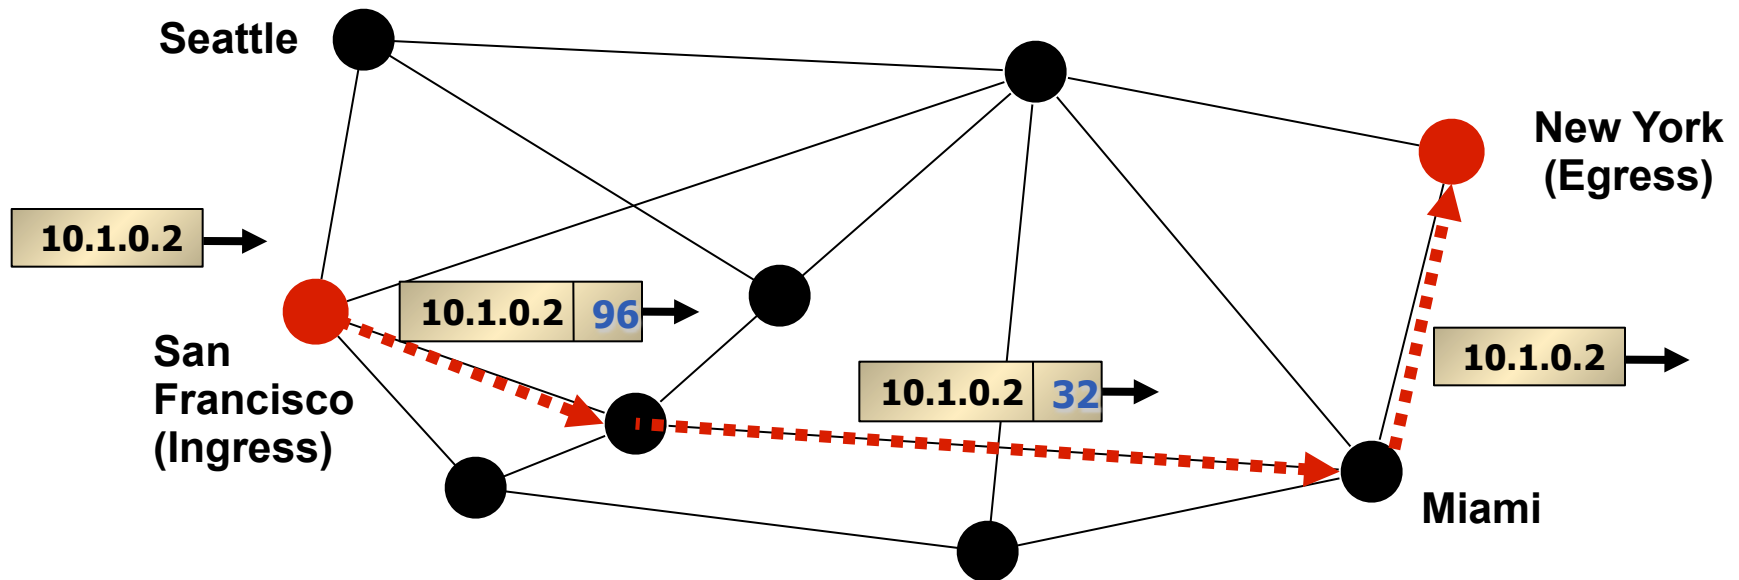 Seattle
New York
(Egress)
10.1.0.2
10.1.0.2 96
San
Francisco
(Ingress)
10.1.0.2 32
10.1.0.2
Miami